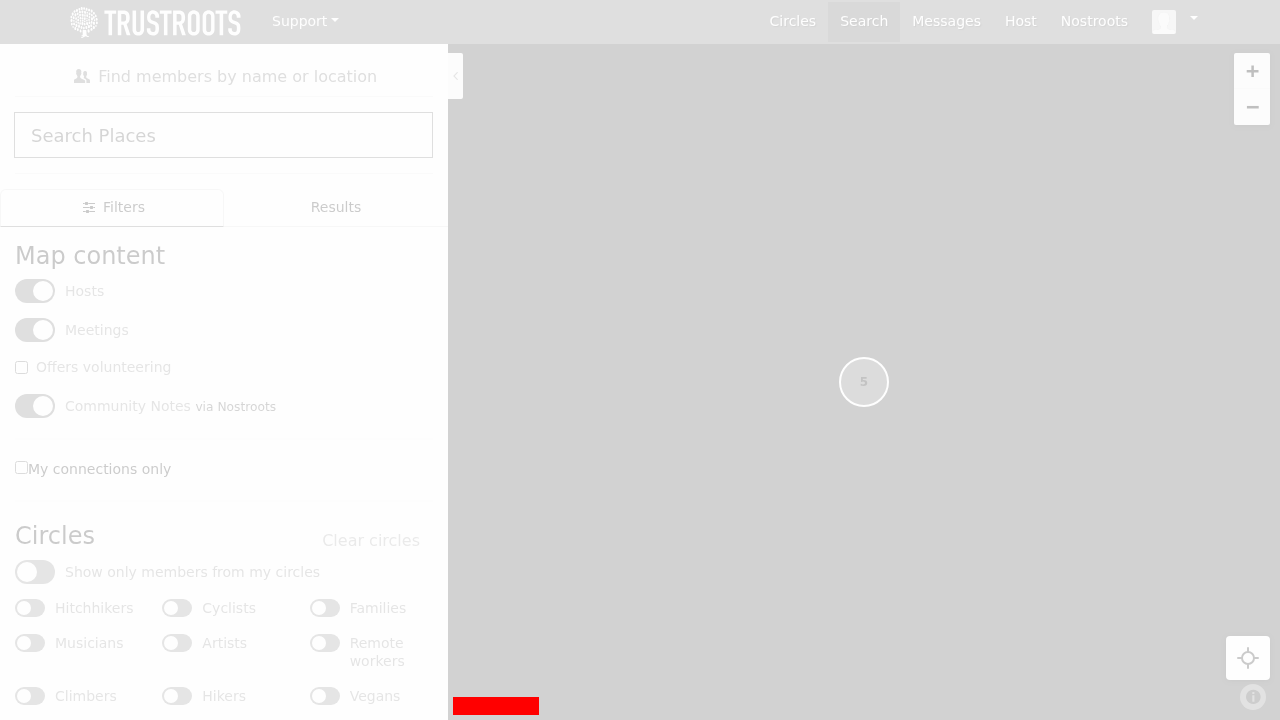 TRUSTROOTS
Support
Circles
Search
Messages
Host
Nostroots
Find members by name or location
Search Places
Filters
Results
Map content
Hosts
Meetings
Offers volunteering
Community Notes via Nostroots
My connections only
Circles
Clear circles
Show only members from my circles
Hitchhikers
Cyclists
Families
Musicians
Artists
Remote
workers
Climbers
Hikers
Vegans
+
−
5